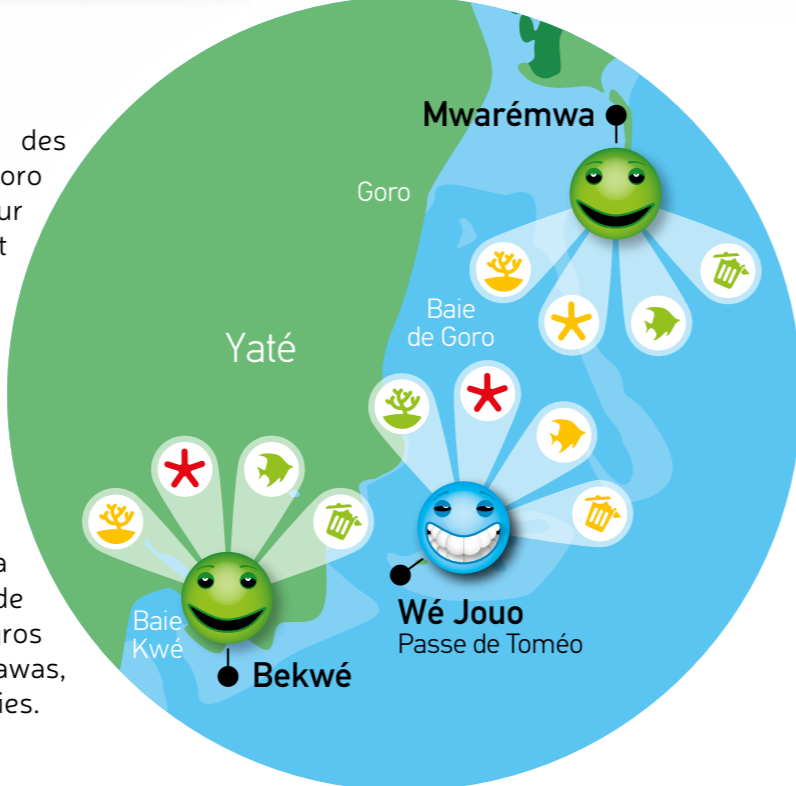 des
oro
ur
t
a
de
gros
awas,
ies.
Mwarémwa
Goro
Baie
de Goro
Yaté
Wé Jouo
Passe de Toméo
Baie
Kwé
Bekwé